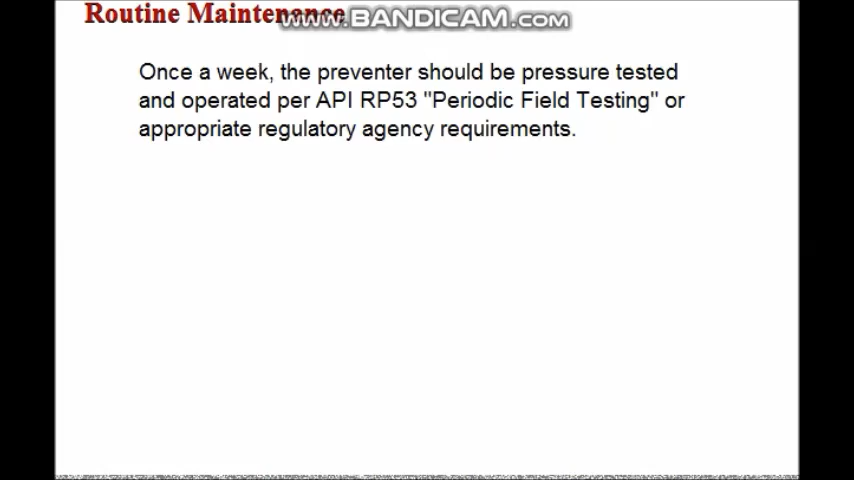 Routine Maintenance
www.BANDICAM.com
Once a week, the preventer should be pressure tested
and operated per API RP53 "Periodic Field Testing" or
appropriate regulatory agency requirements.